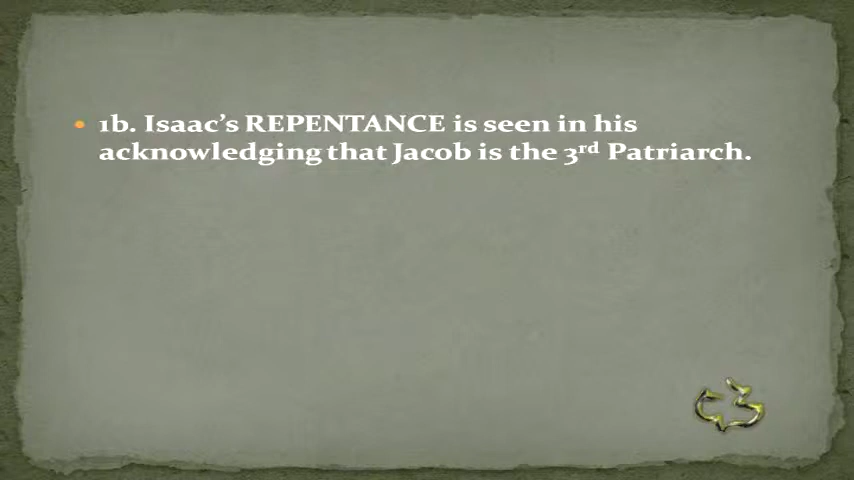 • 1b. Isaac’s REPENTANCE is seen in his
acknowledging that Jacob is the 3rd Patriarch.